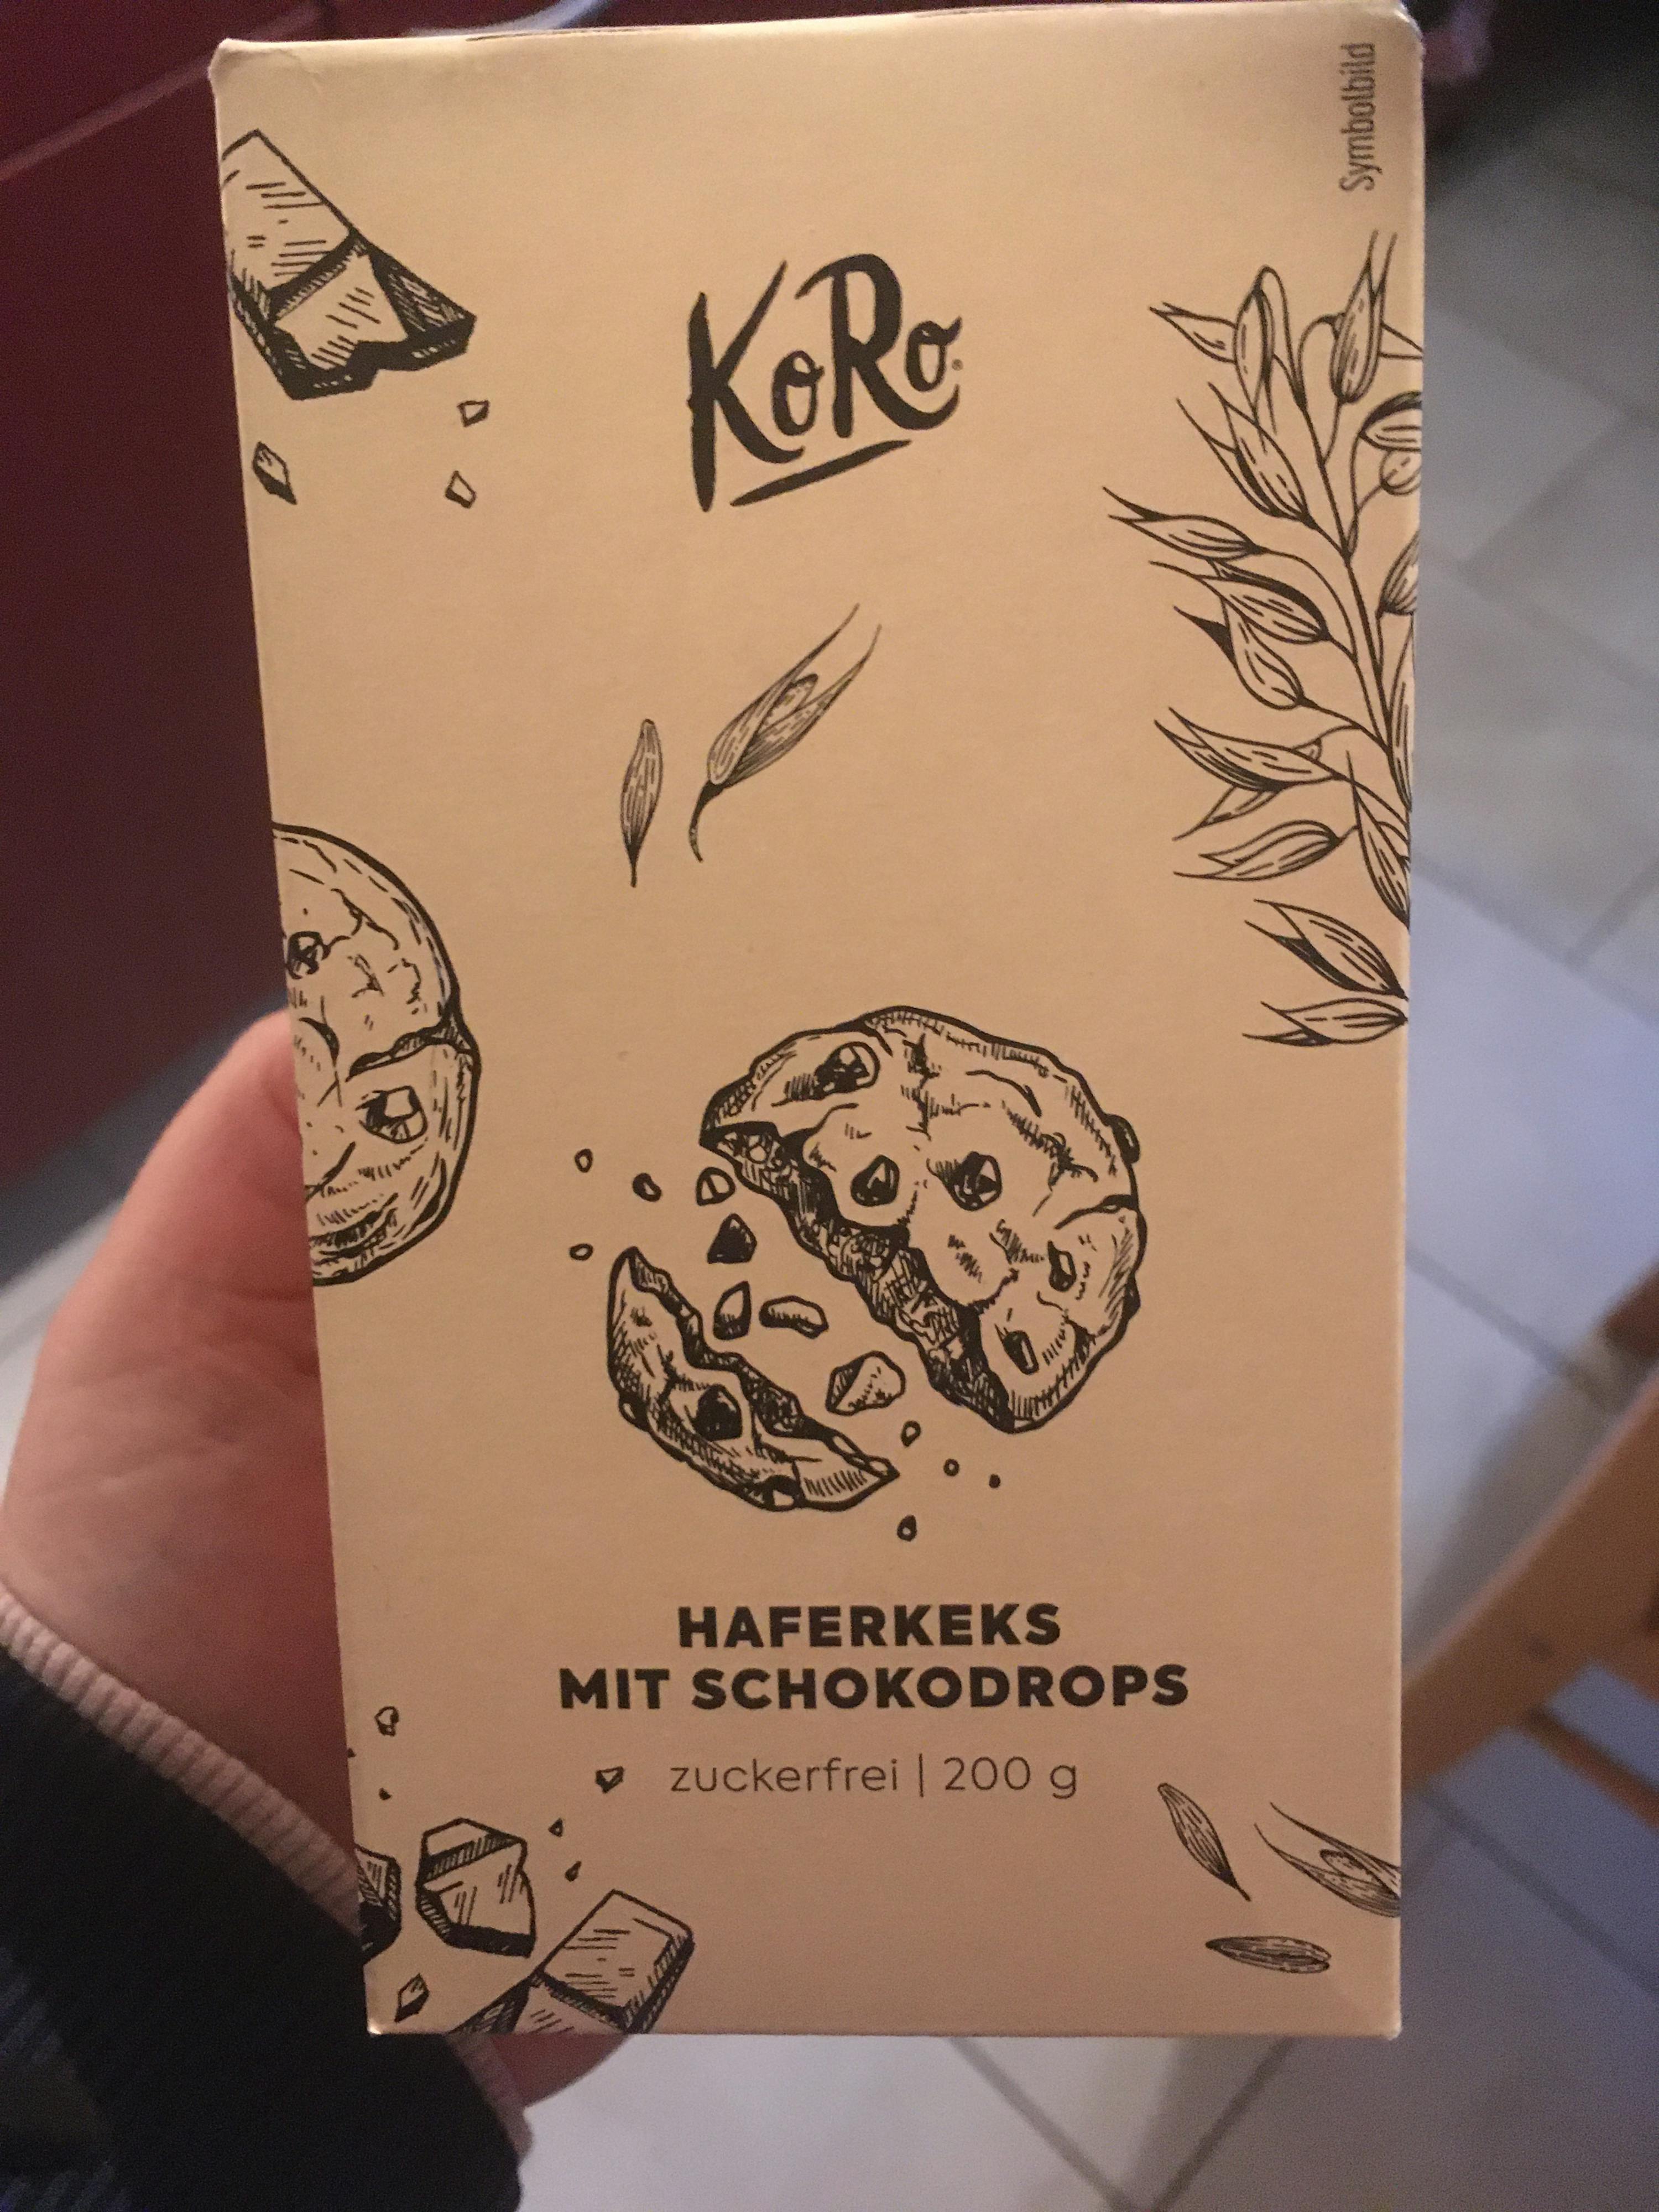 Symbolbild
KoRo
HAFERKEKS
MIT SCHOKODROPS
zuckerfrei | 200 g